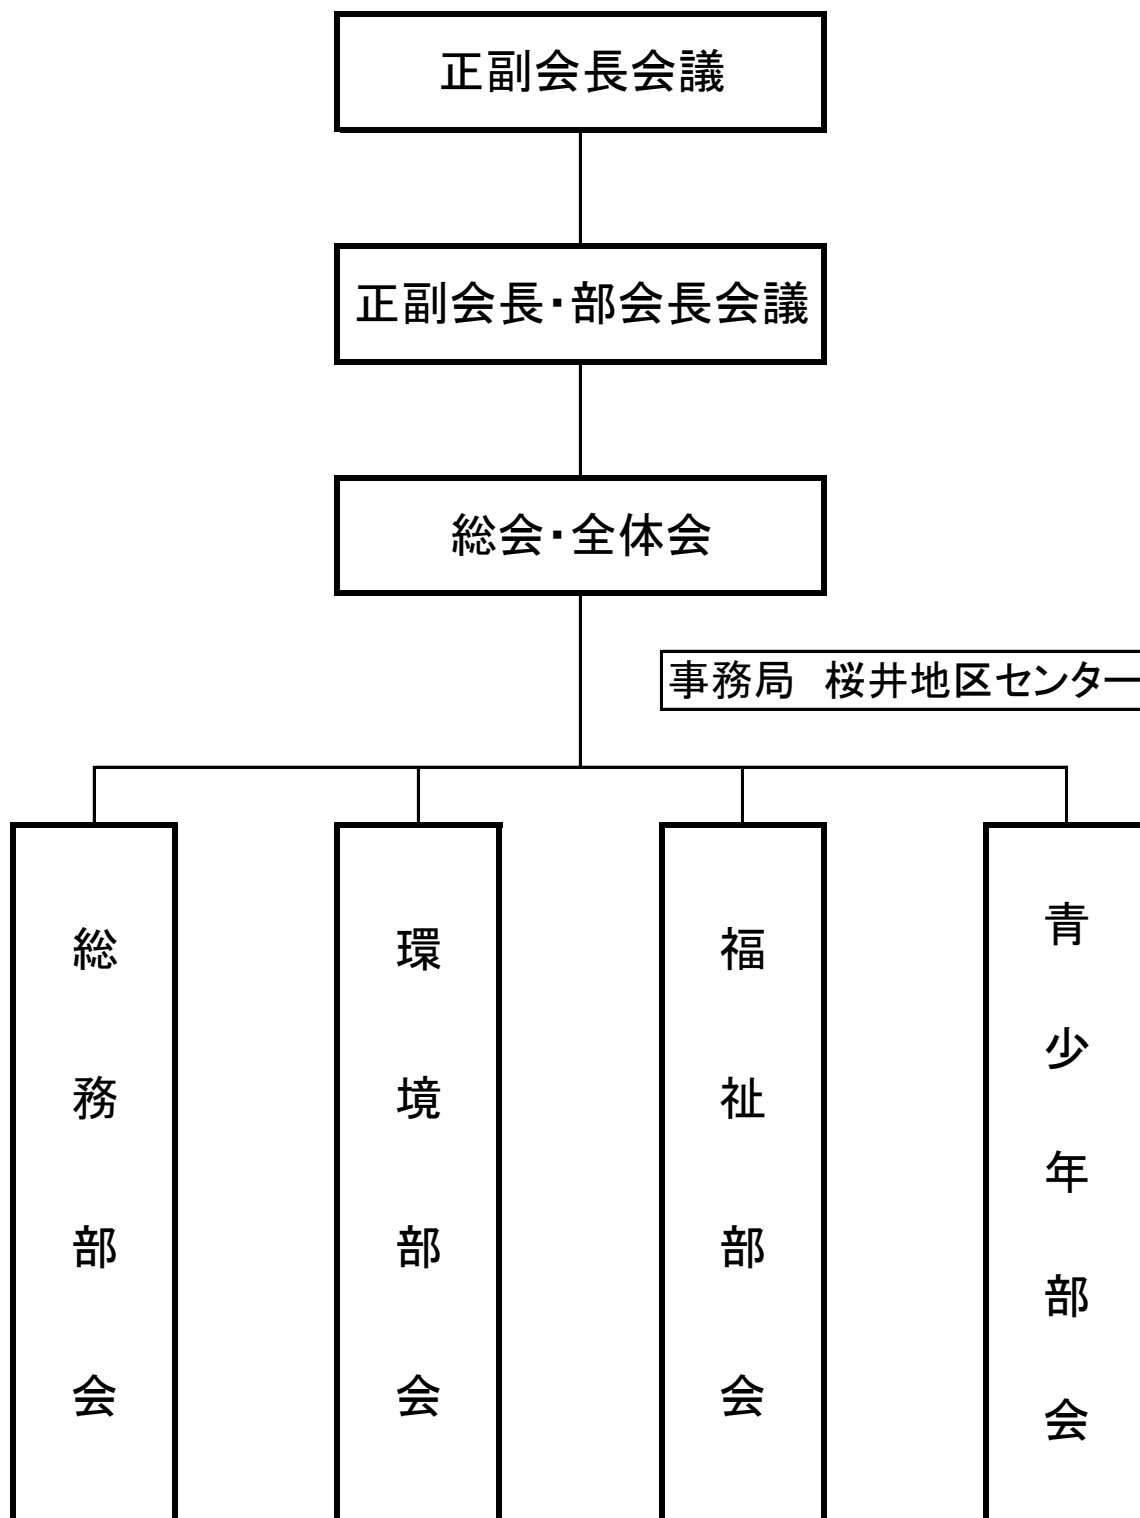 正副会長会議
正副会長・部会長会議
総会・全体会
事務局　桜井地区センター
総務部会
環境部会
福祉部会
青少年部会